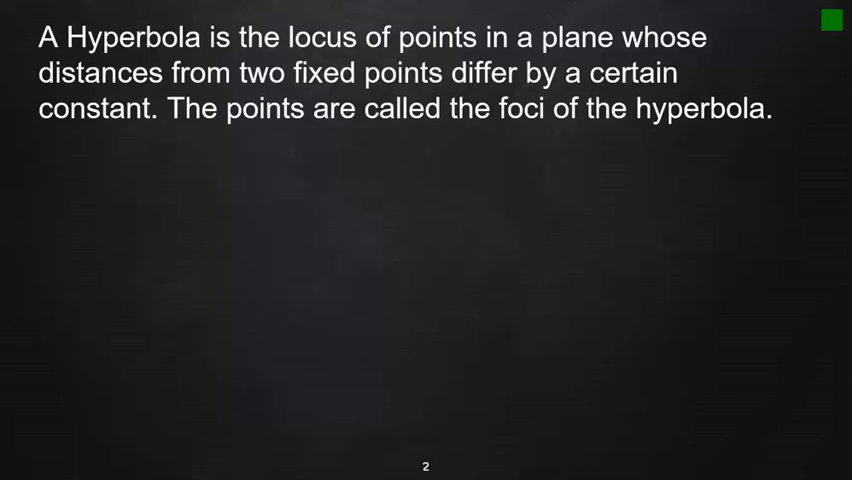 A Hyperbola is the locus of points in a plane whose
distances from two fixed points differ by a certain
constant. The points are called the foci of the hyperbola.
2